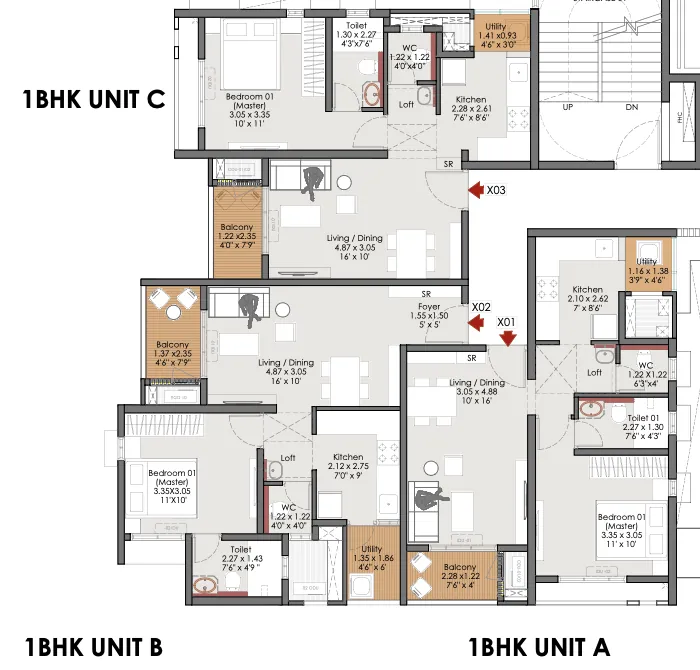 1BHK UNIT C
Toilet
1.30 x 2.27
4'3"x7'6"
WC
1.22 x 1.22
4'0"x4'0"
Utility
1.41 x0.93
4'6" x 3'0"
Bedroom 01
(Master)
3.05 x 3.35
10' x 11'
Loft
Kitchen
2.28 x 2.61
7'6" x 8'6"
UP
DN
FHC
SR
X03
Balcony
1.22 x2.35
4'0" x 7'9"
Living / Dining
4.87 x 3.05
16' x 10'
Utility
1.16 x 1.38
3'9" x 4'6"
Kitchen
2.10 x 2.62
7' x 8'6"
SR
Foyer
1.55 x1.50
5' x 5'
X02
X01
Balcony
1.37 x2.35
4'6" x 7'9"
Living / Dining
4.87 x 3.05
16' x 10'
SR
Living / Dining
3.05 x 4.88
10' x 16'
Loft
WC
1.22 X1.22
6'3"x4'
Toilet 01
2.27 x 1.30
7'6" x 4'3"
Bedroom 01
(Master)
3.35X3.05
11'X10'
Loft
Kitchen
2.12 x 2.75
7'0" x 9'
WC
1.22 x 1.22
4'0" x 4'0"
Bedroom 01
(Master)
3.35 x 3.05
11' x 10'
Toilet
2.27 x 1.43
7'6" x 4'9 "
Utility
1.35 x 1.86
4'6" x 6'
Balcony
2.28 x1.22
7'6" x 4'
1BHK UNIT B
1BHK UNIT A